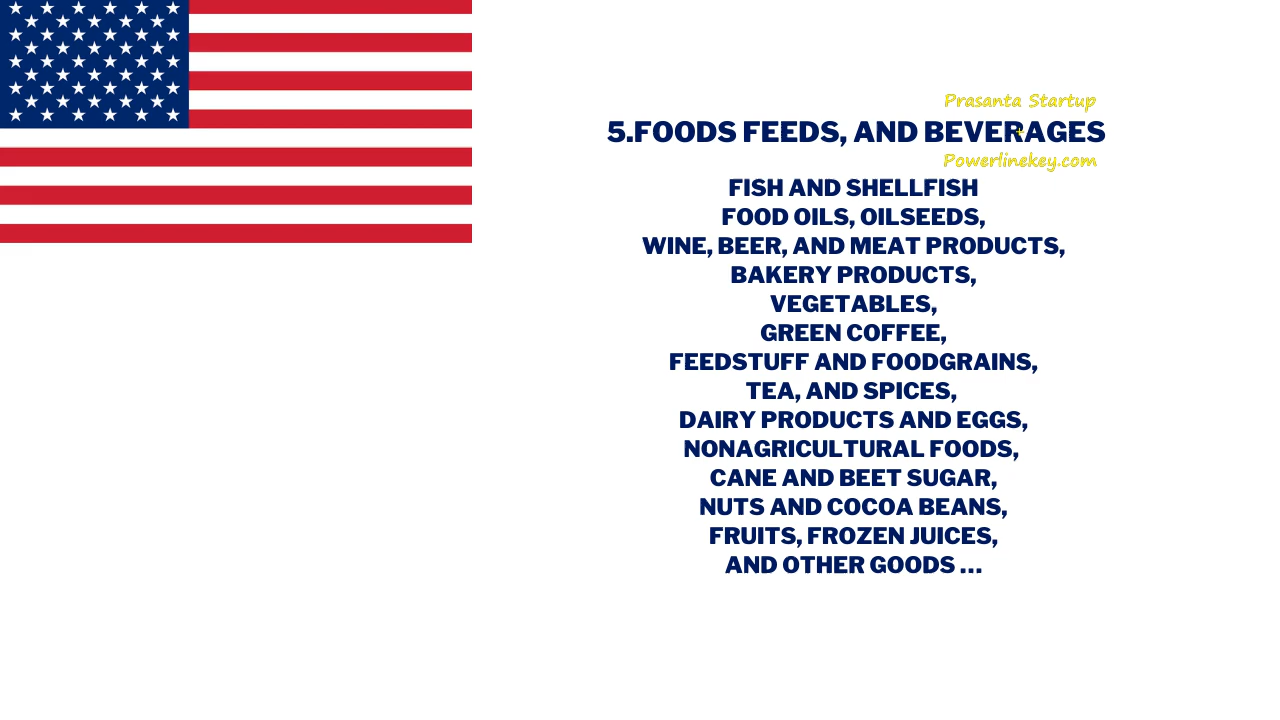 Prasanta Startup
5.FOODS FEEDS, AND BEVERAGES
Powerlinekey.com
FISH AND SHELLFISH
FOOD OILS, OILSEEDS,
WINE, BEER, AND MEAT PRODUCTS,
BAKERY PRODUCTS,
VEGETABLES,
GREEN COFFEE,
FEEDSTUFF AND FOODGRAINS,
TEA, AND SPICES,
DAIRY PRODUCTS AND EGGS,
NONAGRICULTURAL FOODS,
CANE AND BEET SUGAR,
NUTS AND COCOA BEANS,
FRUITS, FROZEN JUICES,
AND OTHER GOODS ...